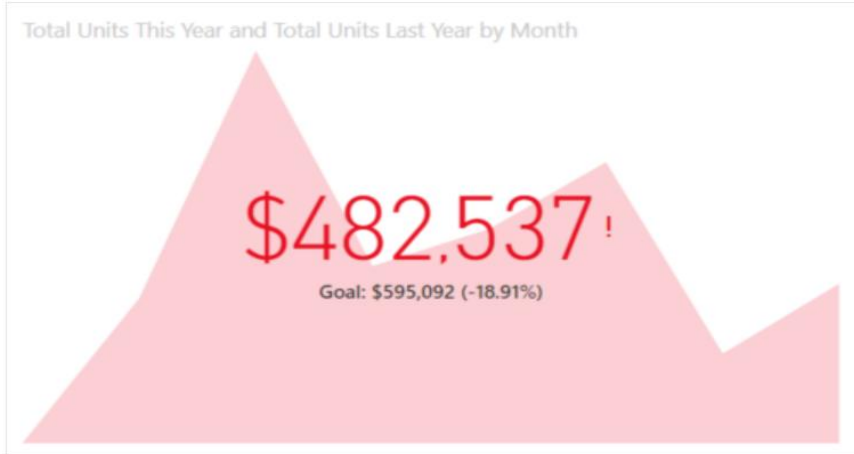 Total Units This Year and Total Units Last Year by Month
$482,537 !
Goal: $595,092 (-18.91%)